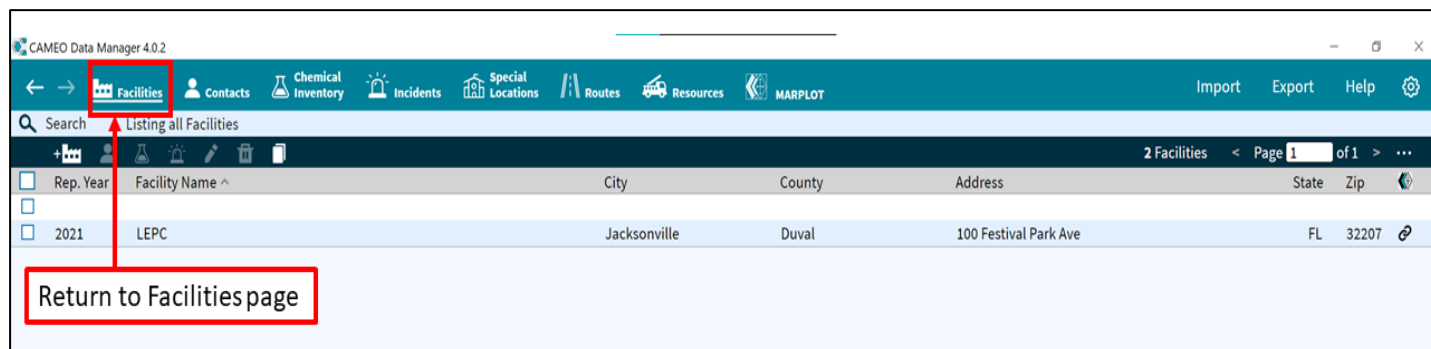 CAMEO Data Manager 4.0.2
Facilities Contacts Chemical Inventory Incidents Special Locations Routes Resources MARPLOT Import Export Help
Search Listing all Facilities
2 Facilities < Page 1 of 1 > ...
Rep. Year Facility Name City County Address State Zip
2021 LEPC Jacksonville Duval 100 Festival Park Ave FL 32207
Return to Facilities page